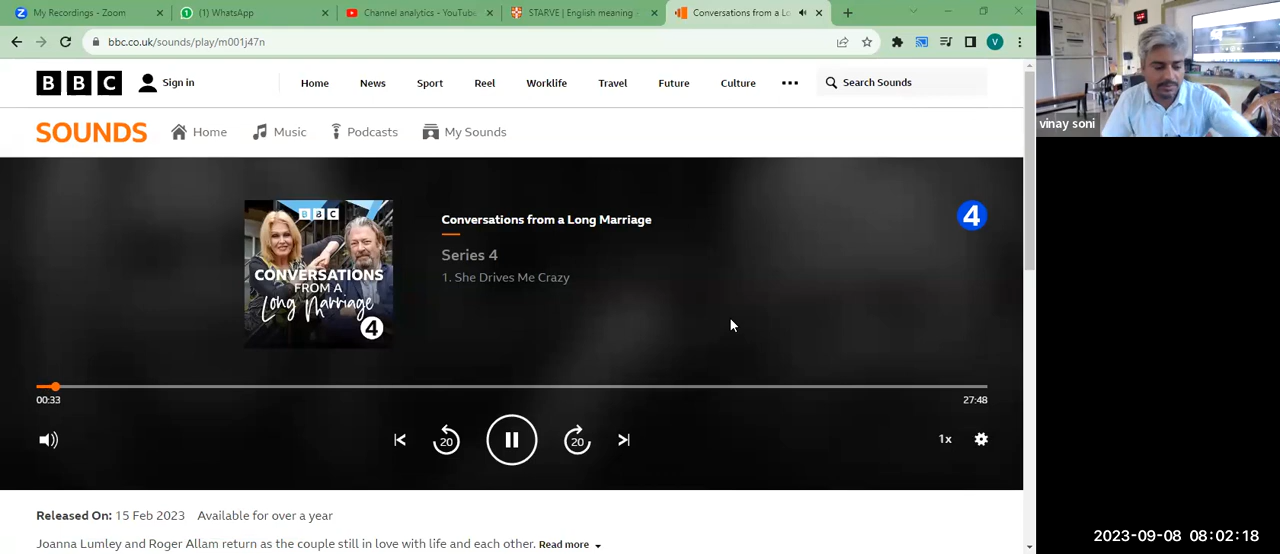 My Recordings - Zoom
(1) WhatsApp
Channel analytics - YouTube
STARVE | English meaning
Conversations from a Lo
bbc.co.uk/sounds/play/m001j47n
V
BBC
Sign in
Home
News
Sport
Reel
Worklife
Travel
Future
Culture
Search Sounds
SOUNDS
Home
Music
Podcasts
My Sounds
BBC
CONVERSATIONS
FROM A
Long Marriage
4
Conversations from a Long Marriage
Series 4
1. She Drives Me Crazy
4
00:33
27:48
20
20
1x
Released On: 15 Feb 2023 Available for over a year
Joanna Lumley and Roger Allam return as the couple still in love with life and each other. Read more
vinay soni
2023-09-08 08:02:18